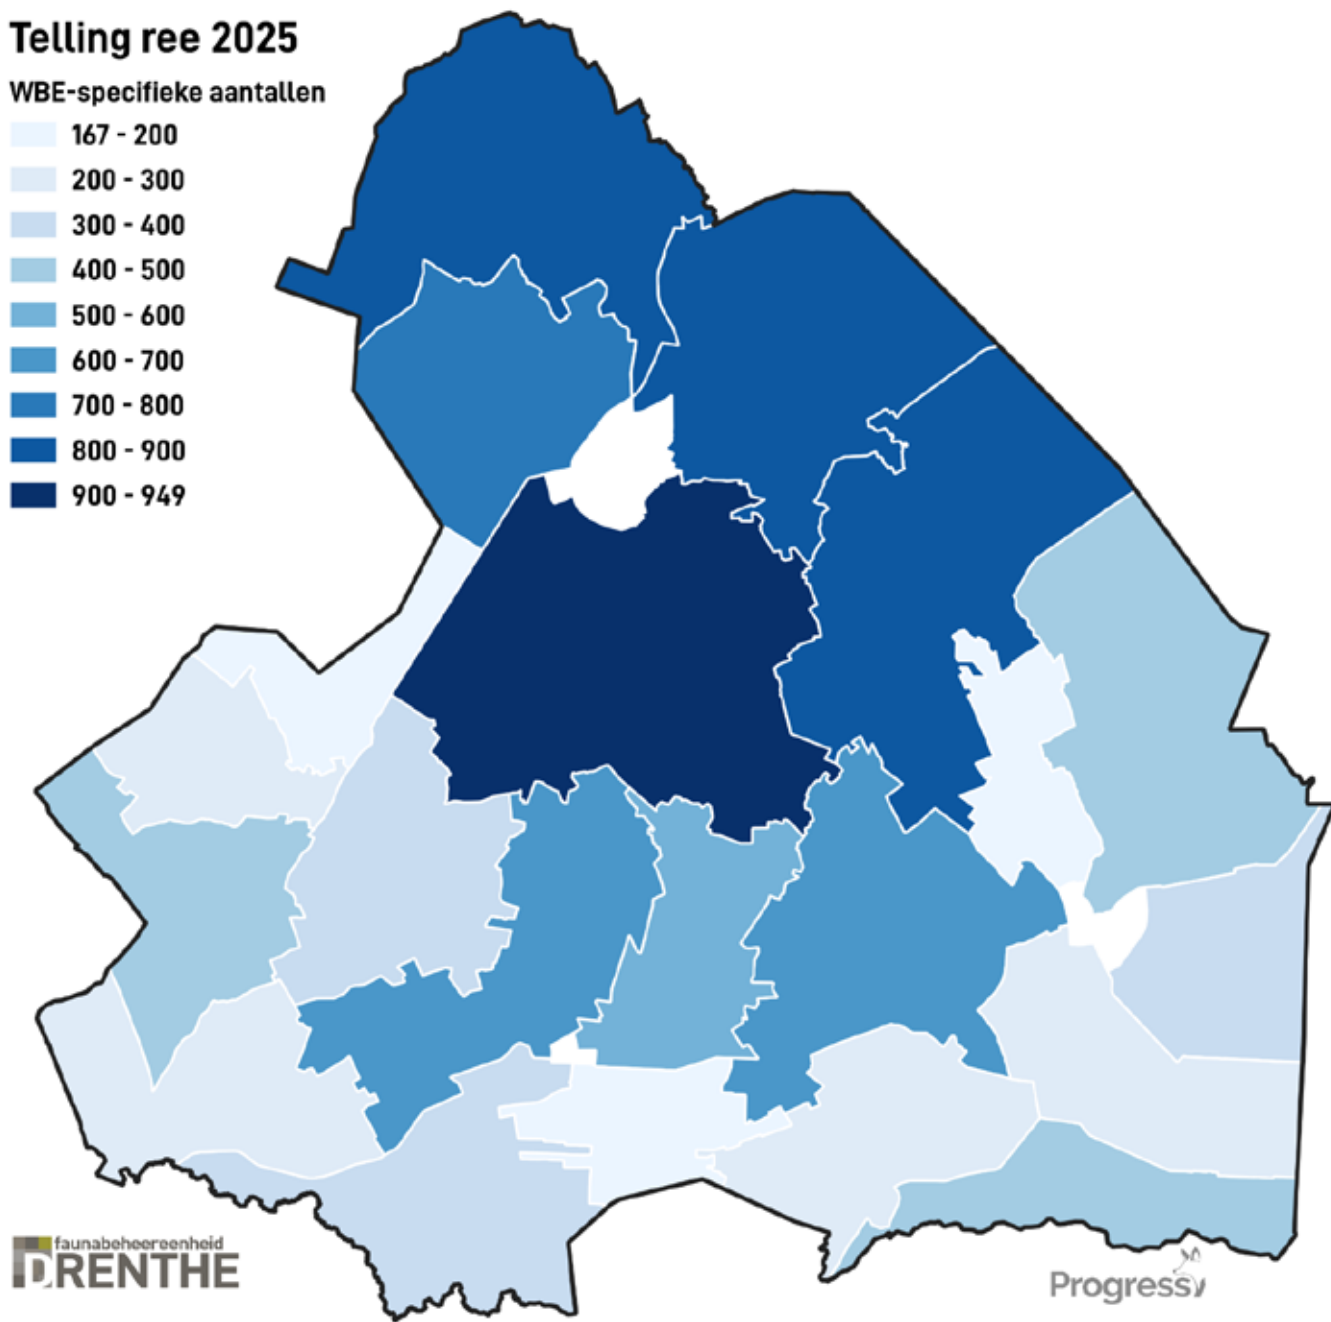 Telling ree 2025
WBE-specifieke aantallen
167 - 200
200 - 300
300 - 400
400 - 500
500 - 600
600 - 700
700 - 800
800 - 900
900 - 949
faunabeheereenheid
DRENTHE
Progress